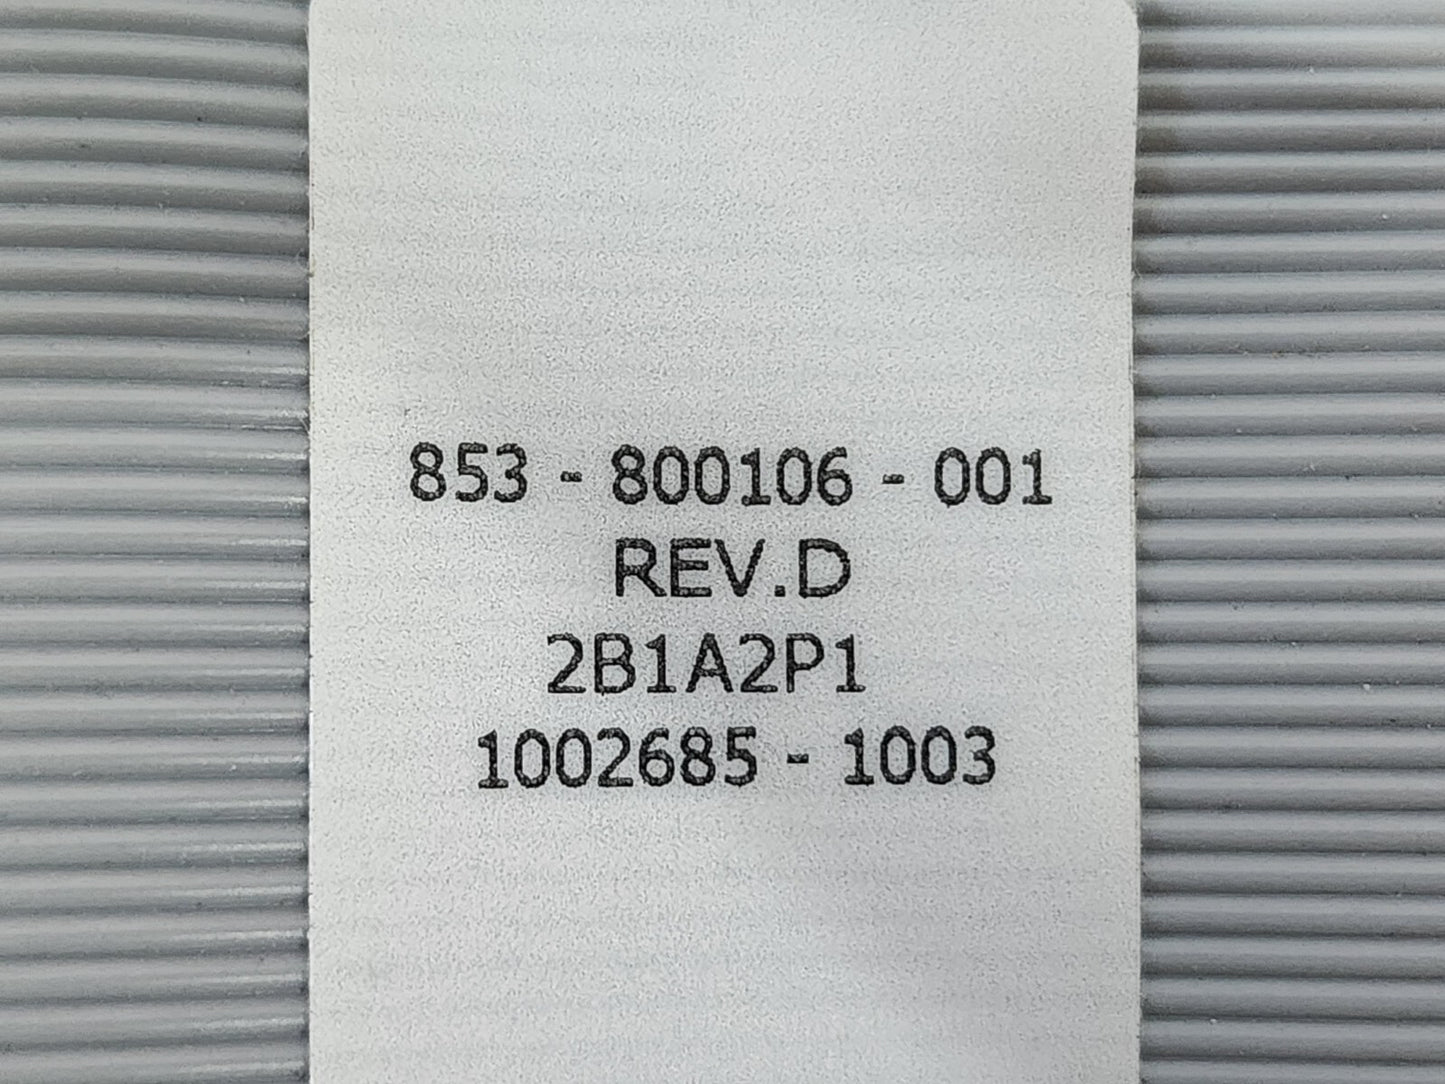 853 - 800106 - 001
REV.D
2B1A2P1
1002685 - 1003